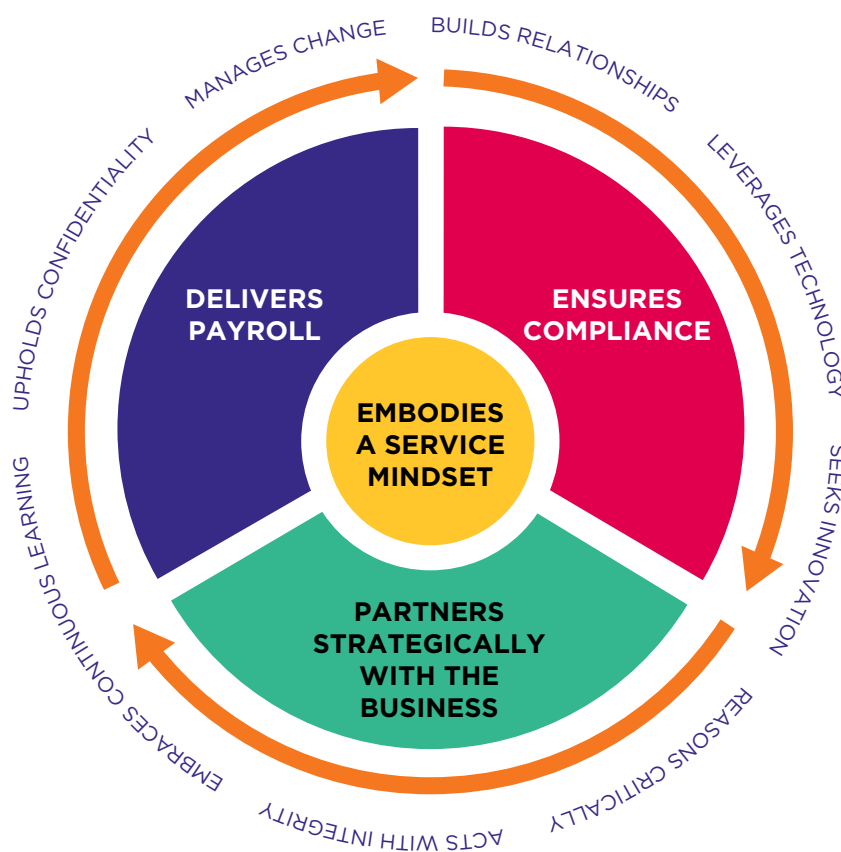 MANAGES CHANGE
BUILDS RELATIONSHIPS
LEVERAGES TECHNOLOGY
SEEKS INNOVATION
REASONS CRITICALLY
ACTS WITH INTEGRITY
EMBRACES CONTINUOUS LEARNING
UPHOLDS CONFIDENTIALITY
DELIVERS
PAYROLL
ENSURES
COMPLIANCE
EMBODIES
A SERVICE
MINDSET
PARTNERS
STRATEGICALLY
WITH THE
BUSINESS